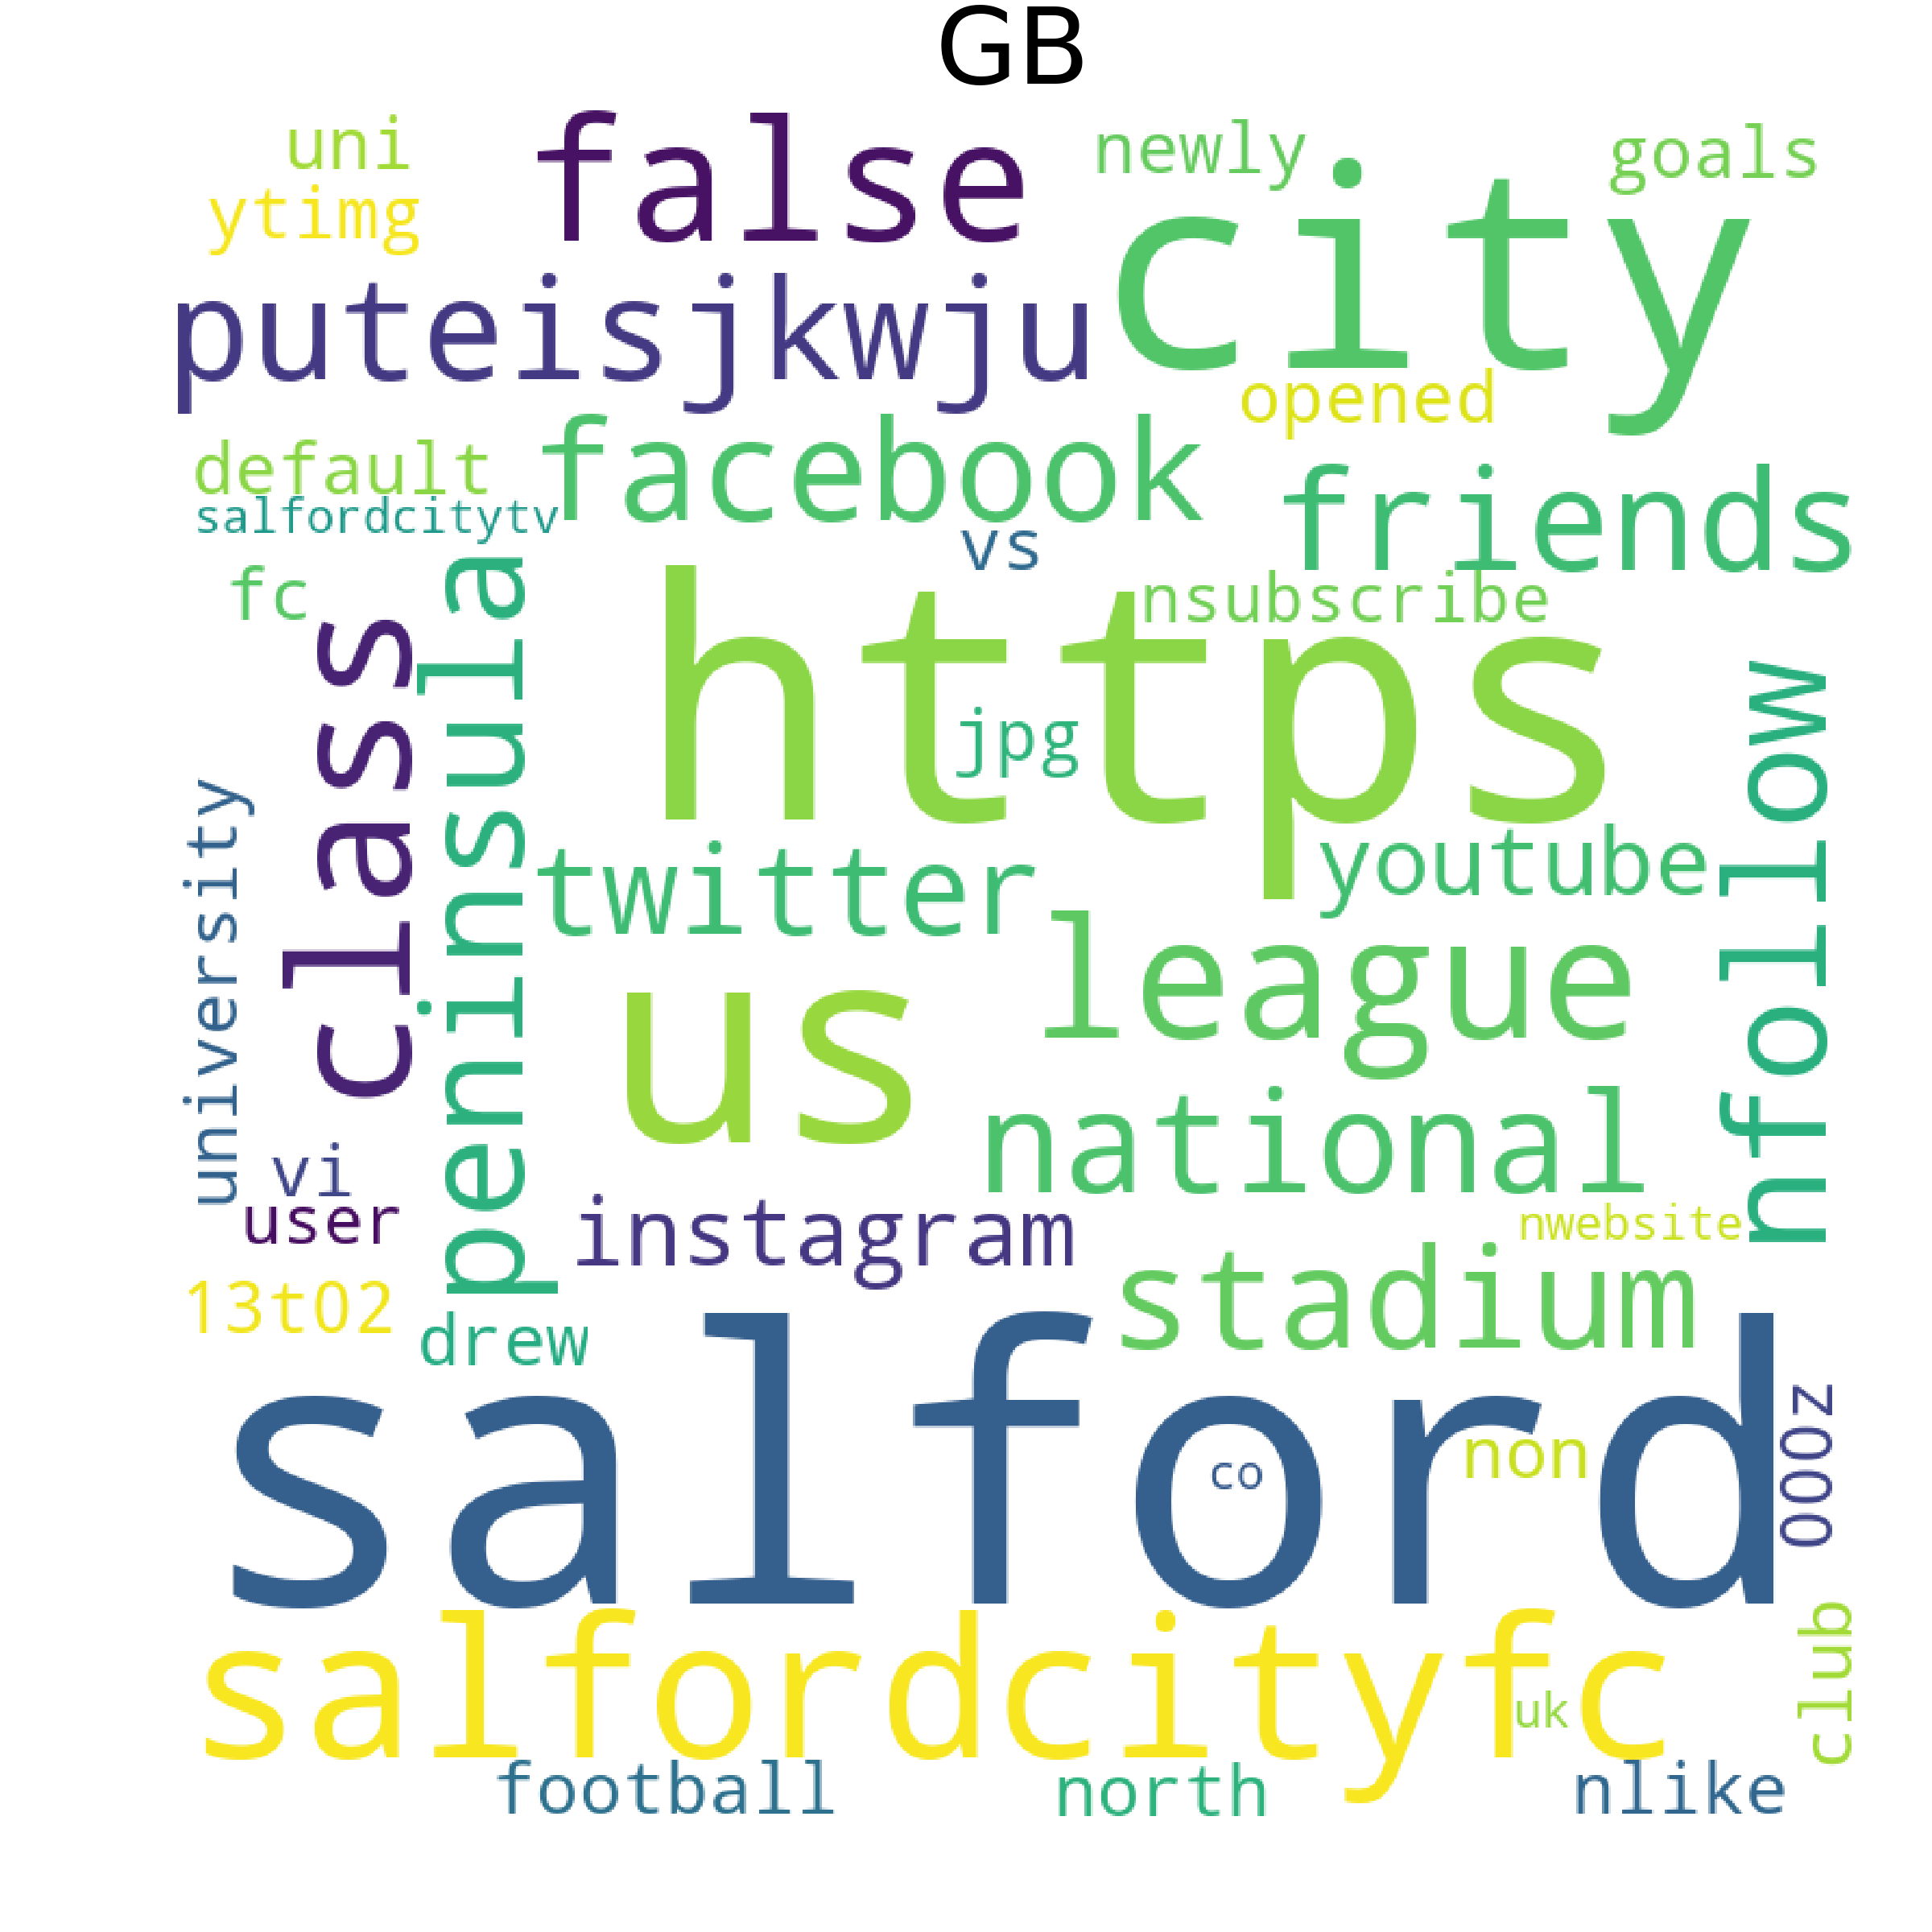 GB
uni
false
newly
goals
ytimg
city
puteisjkwju
opened
default
facebook
friends
salfordcitytv
vs
fc
nsubscribe
class
peninsula
https
nfollow
jpg
university
twitter
youtube
us
league
national
vi
user
instagram
nwebsite
13t02
drew
stadium
salford
non
co
000z
salfordcityfc
uk
club
football
north
nlike